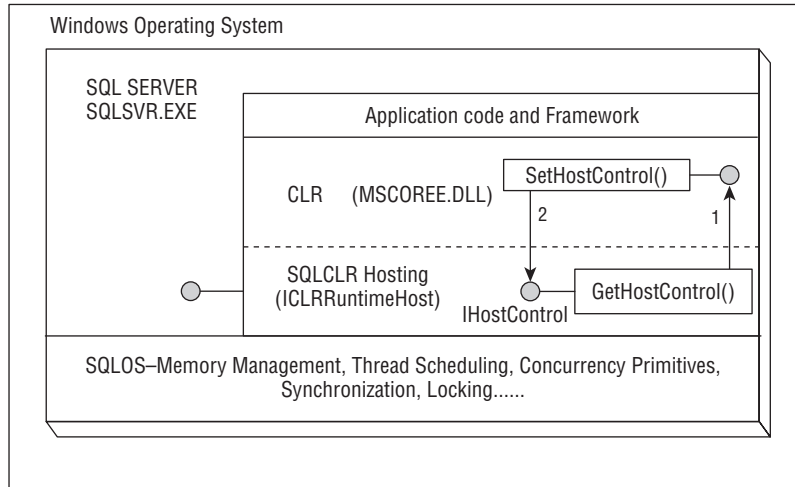 Windows Operating System
SQL SERVER
SQLSVR.EXE
Application code and Framework
SetHostControl()
CLR (MSCOREE.DLL)
2
1
SQLCLR Hosting
(ICLRRuntimeHost)
GetHostControl()
IHostControl
SQLOS–Memory Management, Thread Scheduling, Concurrency Primitives,
Synchronization, Locking......